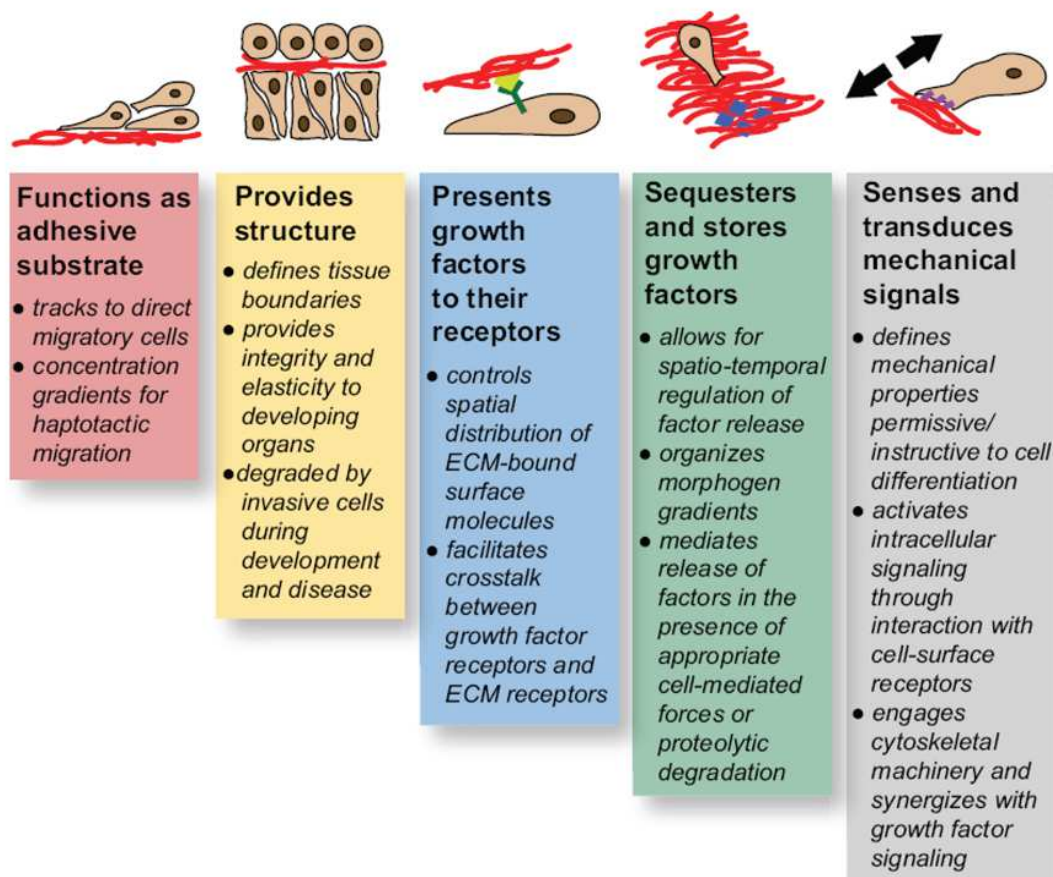 Functions as
adhesive
substrate
● tracks to direct
migratory cells
● concentration
gradients for
haptotactic
migration
Provides
structure
● defines tissue
boundaries
● provides
integrity and
elasticity to
developing
organs
●degraded by
invasive cells
during
development
and disease
Presents
growth
factors
to their
receptors
● controls
spatial
distribution of
ECM-bound
surface
molecules
● facilitates
crosstalk
between
growth factor
receptors and
ECM receptors
Sequesters
and stores
growth
factors
● allows for
spatio-temporal
regulation of
factor release
● organizes
morphogen
gradients
● mediates
release of
factors in the
presence of
appropriate
cell-mediated
forces or
proteolytic
degradation
Senses and
transduces
mechanical
signals
● defines
mechanical
properties
permissive/
instructive to cell
differentiation
● activates
intracellular
signaling
through
interaction with
cell-surface
receptors
● engages
cytoskeletal
machinery and
synergizes with
growth factor
signaling